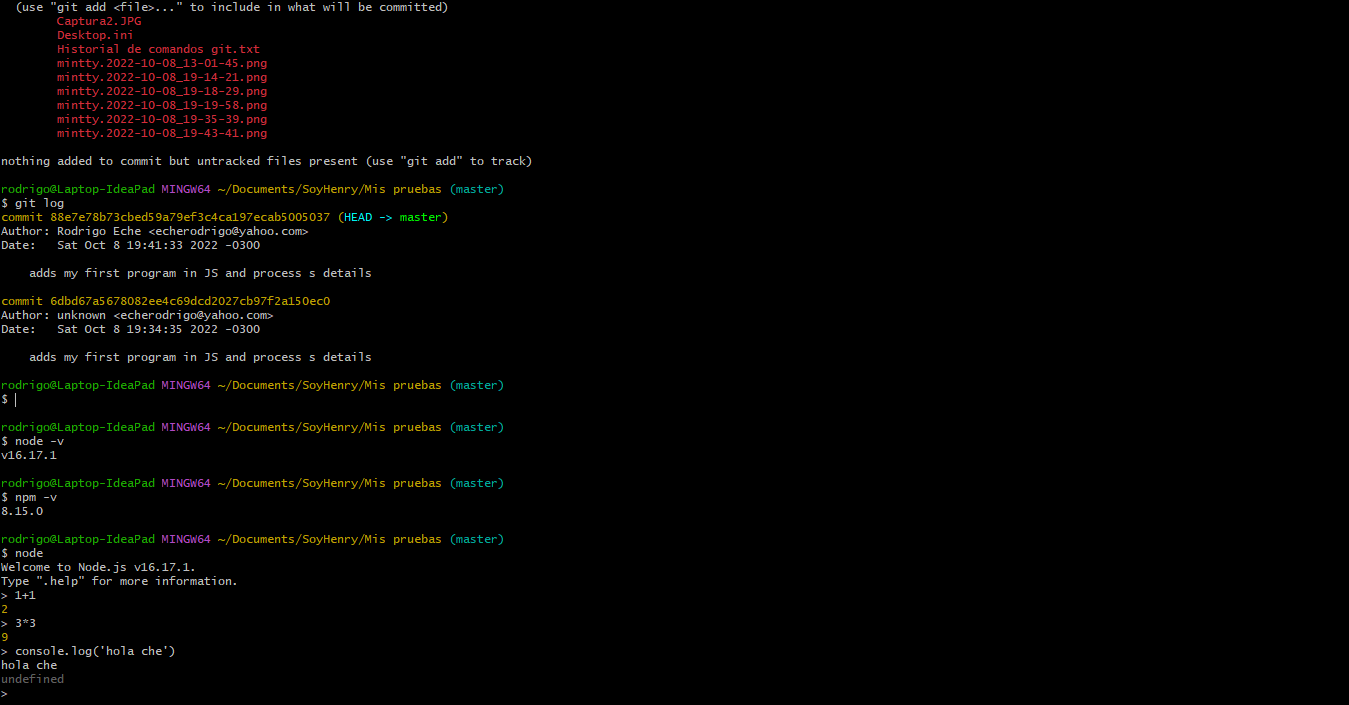 (use "git add <file>..." to include in what will be committed)
Captura2.JPG
Desktop.ini
Historial de comandos git.txt
mintty.2022-10-08_13-01-45.png
mintty.2022-10-08_19-14-21.png
mintty.2022-10-08_19-18-29.png
mintty.2022-10-08_19-19-58.png
mintty.2022-10-08_19-35-39.png
mintty.2022-10-08_19-43-41.png
nothing added to commit but untracked files present (use "git add" to track)
rodrigo@Laptop-IdeaPad MINGW64 ~/Documents/SoyHenry/Mis pruebas (master)
$ git log
commit 88e7e78b73cbed59a79ef3c4ca197ecab5005037 (HEAD -> master)
Author: Rodrigo Eche <echerodrigo@yahoo.com>
Date:   Sat Oct 8 19:41:33 2022 -0300
adds my first program in JS and process s details
commit 6dbd67a5678082ee4c69dcd2027cb97f2a150ec0
Author: unknown <echerodrigo@yahoo.com>
Date:   Sat Oct 8 19:34:35 2022 -0300
adds my first program in JS and process s details
rodrigo@Laptop-IdeaPad MINGW64 ~/Documents/SoyHenry/Mis pruebas (master)
$
rodrigo@Laptop-IdeaPad MINGW64 ~/Documents/SoyHenry/Mis pruebas (master)
$ node -v
v16.17.1
rodrigo@Laptop-IdeaPad MINGW64 ~/Documents/SoyHenry/Mis pruebas (master)
$ npm -v
8.15.0
rodrigo@Laptop-IdeaPad MINGW64 ~/Documents/SoyHenry/Mis pruebas (master)
$ node
Welcome to Node.js v16.17.1.
Type ".help" for more information.
> 1+1
2
> 3*3
9
> console.log('hola che')
hola che
undefined
>